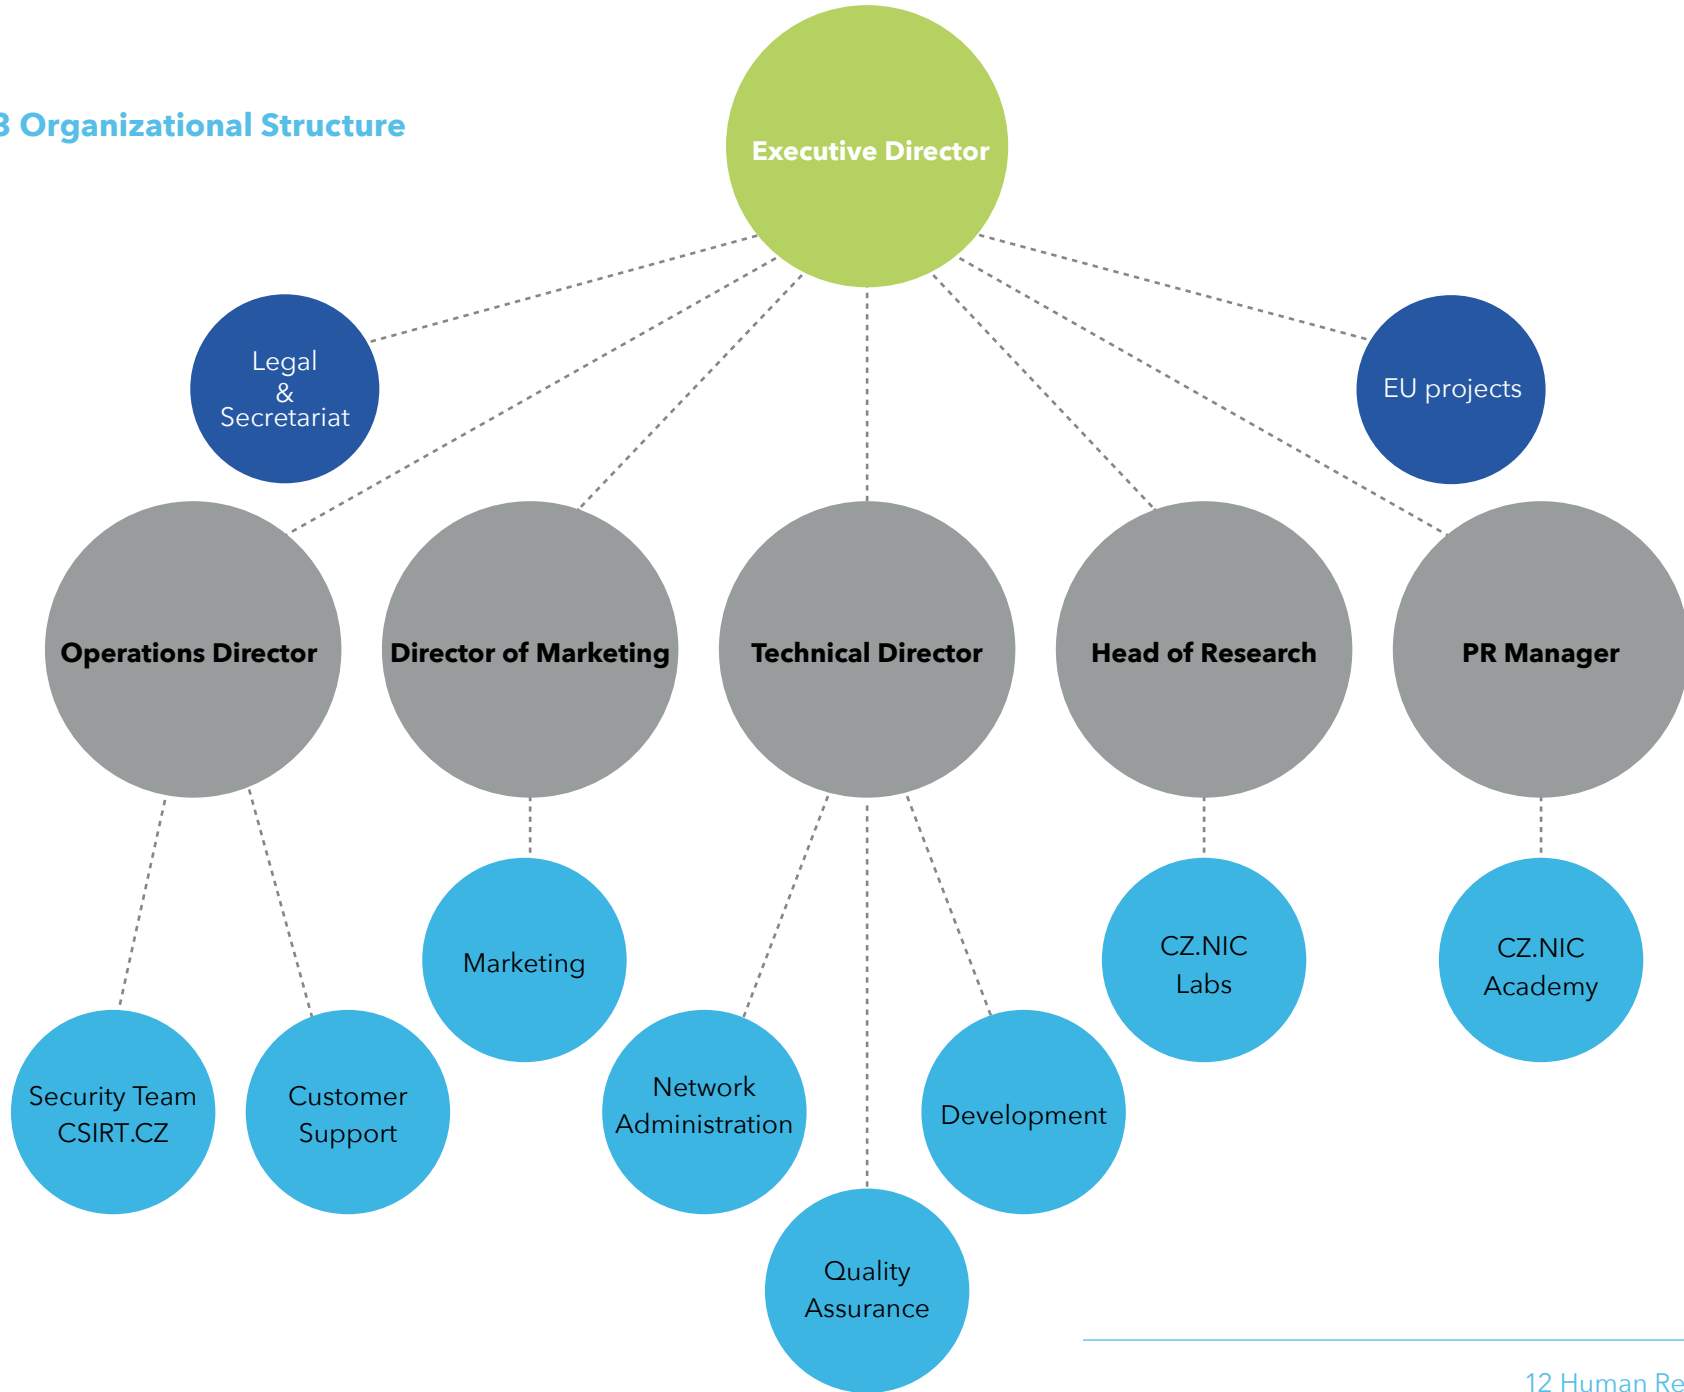 3 Organizational Structure
Executive Director
Legal
&
Secretariat
EU projects
Operations Director
Director of Marketing
Technical Director
Head of Research
PR Manager
Marketing
CZ.NIC
Labs
CZ.NIC
Academy
Security Team
CSIRT.CZ
Customer
Support
Network
Administration
Development
Quality
Assurance
12 Human Re